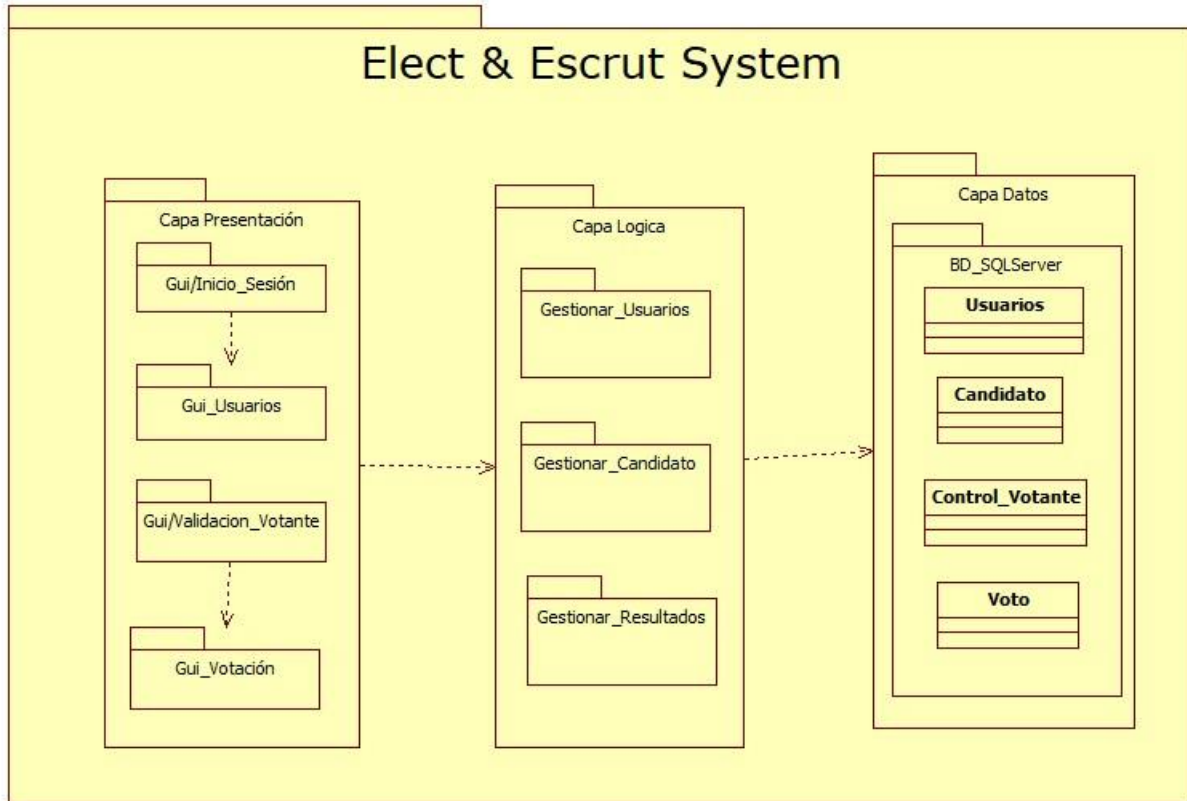 Elect & Escrut System
Capa Presentación
Gui/Inicio_Sesión
Gui_Usuarios
Gui/Validacion_Votante
Gui_Votación
Capa Logica
Gestionar_Usuarios
Gestionar_Candidato
Gestionar_Resultados
Capa Datos
BD_SQLServer
Usuarios
Candidato
Control_Votante
Voto